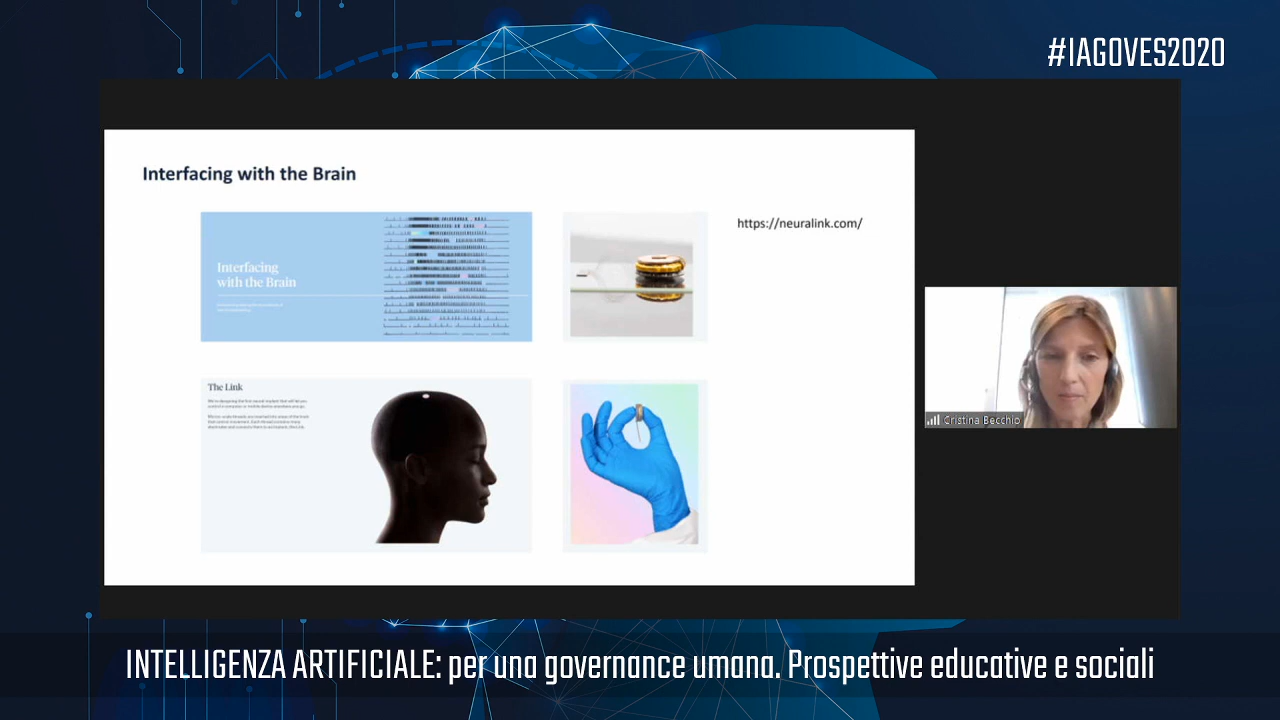 #IAGOVES2020
Interfacing with the Brain
https://neuralink.com/
Interfacing
with the Brain
The Link
Cristina Becchio
INTELLIGENZA ARTIFICIALE: per una governance umana. Prospettive educative e sociali